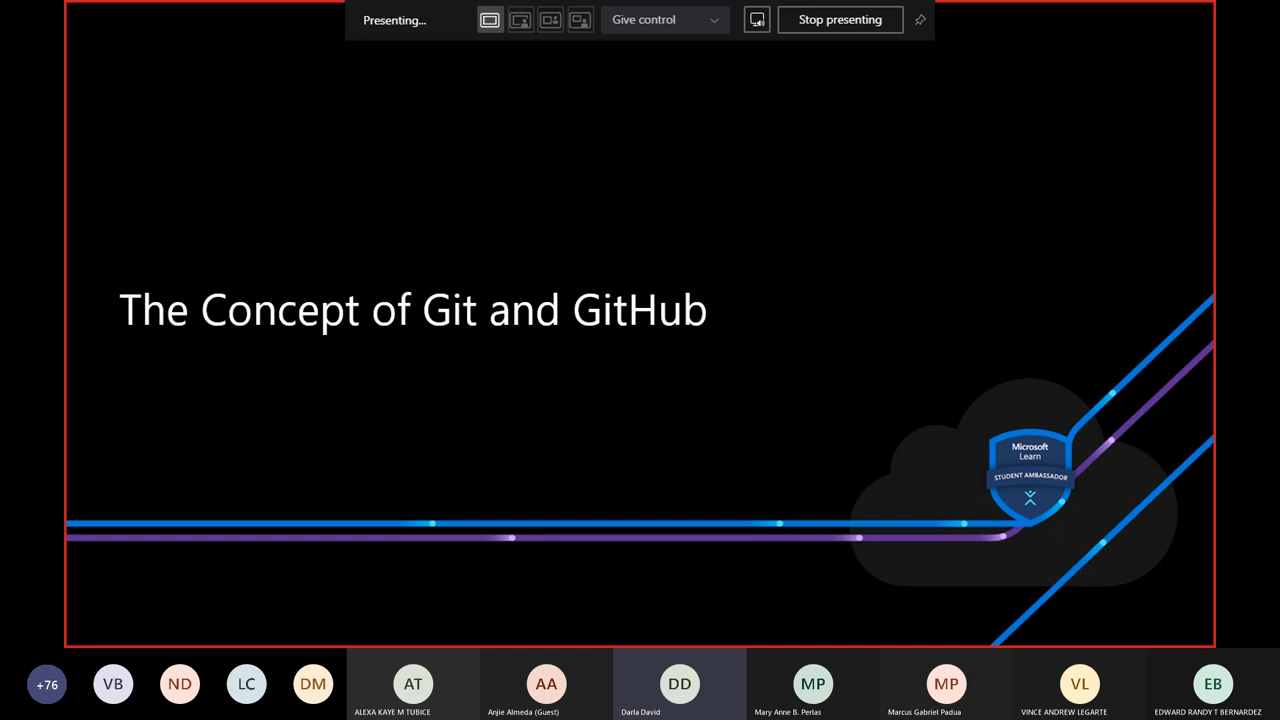 Presenting...
Give control
Stop presenting
The Concept of Git and GitHub
Microsoft
Learn
STUDENT AMBASSADOR
+76
VB
ND
LC
DM
AT
AA
DD
MP
MP
VL
EB
ALEXA KAYE M TUBICE
Anjie Almeda (Guest)
Darla David
Mary Anne B. Perlas
Marcus Gabriel Padua
VINCE ANDREW LEGARTE
EDWARD RANDY T BERNARDEZ